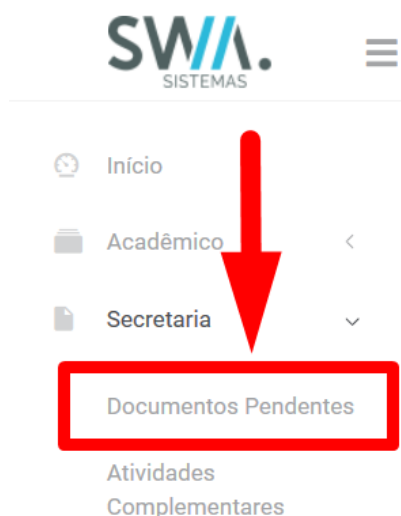 SWA.
SISTEMAS
Início
Acadêmico
Secretaria
Documentos Pendentes
Atividades
Complementares